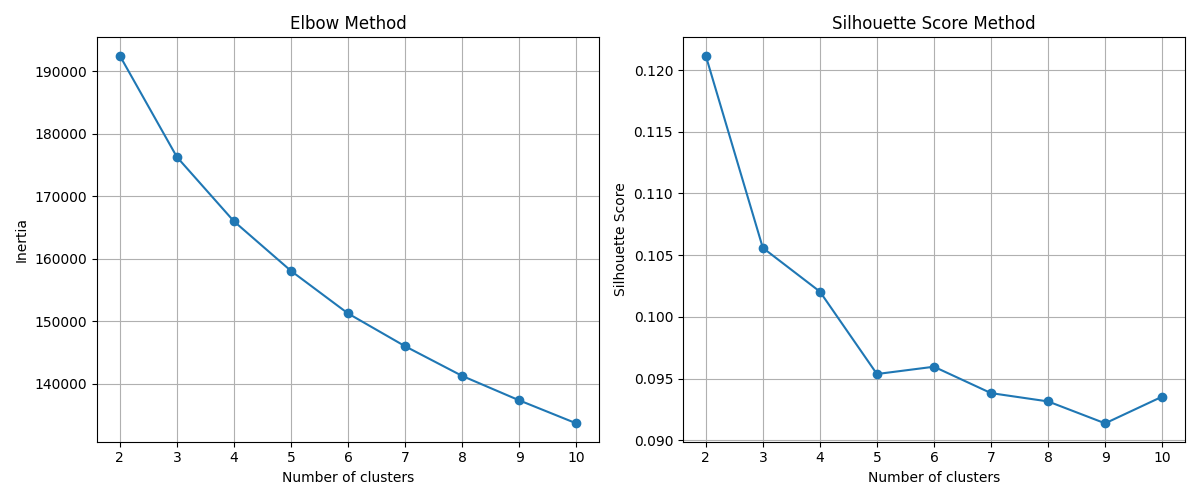 Elbow Method
Inertia
190000
180000
170000
160000
150000
140000
2 3 4 5 6 7 8 9 10
Number of clusters
Silhouette Score Method
Silhouette Score
0.120
0.115
0.110
0.105
0.100
0.095
0.090
2 3 4 5 6 7 8 9 10
Number of clusters